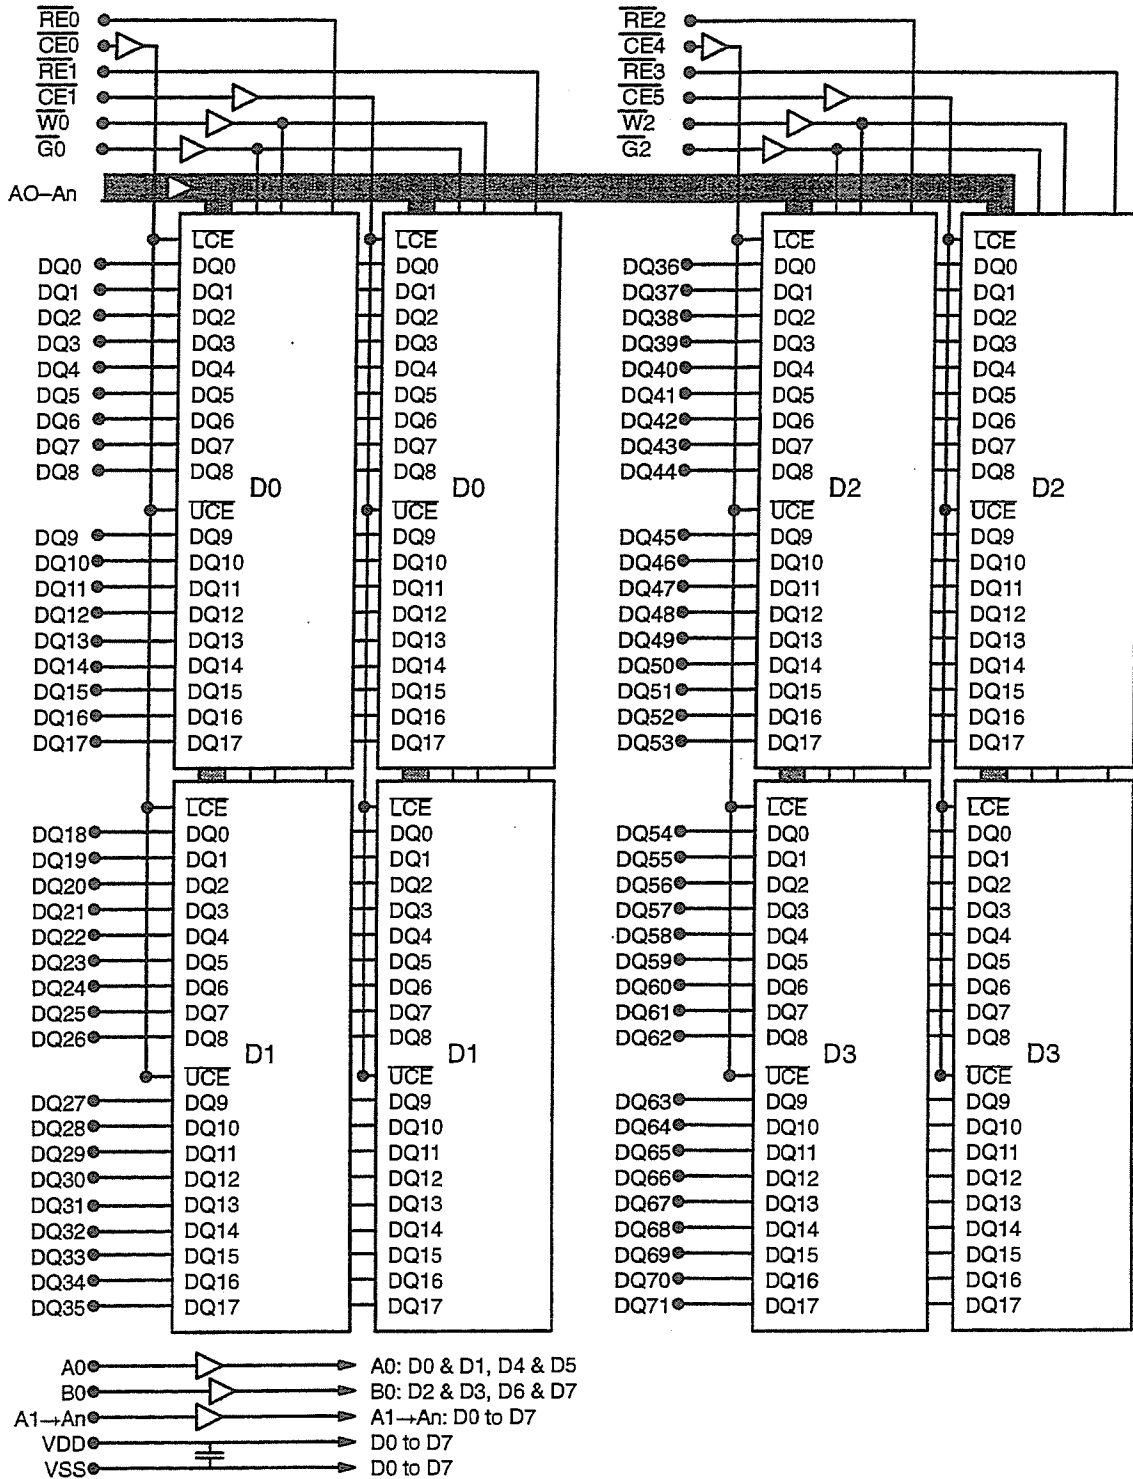 RE0 RE2
CE0 CE4
RE1 RE3
CE1 CE5
W0 W2
G0 G2
AO–An
LCE LCE LCE LCE
DQ0 DQ0 DQ0 DQ36 DQ0 DQ0
DQ1 DQ1 DQ1 DQ37 DQ1 DQ1
DQ2 DQ2 DQ2 DQ38 DQ2 DQ2
DQ3 DQ3 DQ3 DQ39 DQ3 DQ3
DQ4 DQ4 DQ4 DQ40 DQ4 DQ4
DQ5 DQ5 DQ5 DQ41 DQ5 DQ5
DQ6 DQ6 DQ6 DQ42 DQ6 DQ6
DQ7 DQ7 DQ7 DQ43 DQ7 DQ7
DQ8 DQ8 DQ8 DQ44 DQ8 DQ8
D0 D0 D2 D2
UCE UCE UCE UCE
DQ9 DQ9 DQ9 DQ45 DQ9 DQ9
DQ10 DQ10 DQ10 DQ46 DQ10 DQ10
DQ11 DQ11 DQ11 DQ47 DQ11 DQ11
DQ12 DQ12 DQ12 DQ48 DQ12 DQ12
DQ13 DQ13 DQ13 DQ49 DQ13 DQ13
DQ14 DQ14 DQ14 DQ50 DQ14 DQ14
DQ15 DQ15 DQ15 DQ51 DQ15 DQ15
DQ16 DQ16 DQ16 DQ52 DQ16 DQ16
DQ17 DQ17 DQ17 DQ53 DQ17 DQ17
LCE LCE LCE LCE
DQ18 DQ0 DQ0 DQ54 DQ0 DQ0
DQ19 DQ1 DQ1 DQ55 DQ1 DQ1
DQ20 DQ2 DQ2 DQ56 DQ2 DQ2
DQ21 DQ3 DQ3 DQ57 DQ3 DQ3
DQ22 DQ4 DQ4 DQ58 DQ4 DQ4
DQ23 DQ5 DQ5 DQ59 DQ5 DQ5
DQ24 DQ6 DQ6 DQ60 DQ6 DQ6
DQ25 DQ7 DQ7 DQ61 DQ7 DQ7
DQ26 DQ8 DQ8 DQ62 DQ8 DQ8
D1 D1 D3 D3
UCE UCE UCE UCE
DQ27 DQ9 DQ9 DQ63 DQ9 DQ9
DQ28 DQ10 DQ10 DQ64 DQ10 DQ10
DQ29 DQ11 DQ11 DQ65 DQ11 DQ11
DQ30 DQ12 DQ12 DQ66 DQ12 DQ12
DQ31 DQ13 DQ13 DQ67 DQ13 DQ13
DQ32 DQ14 DQ14 DQ68 DQ14 DQ14
DQ33 DQ15 DQ15 DQ69 DQ15 DQ15
DQ34 DQ16 DQ16 DQ70 DQ16 DQ16
DQ35 DQ17 DQ17 DQ71 DQ17 DQ17
A0 A0: D0 & D1, D4 & D5
B0 B0: D2 & D3, D6 & D7
A1→An A1→An: D0 to D7
VDD D0 to D7
VSS D0 to D7